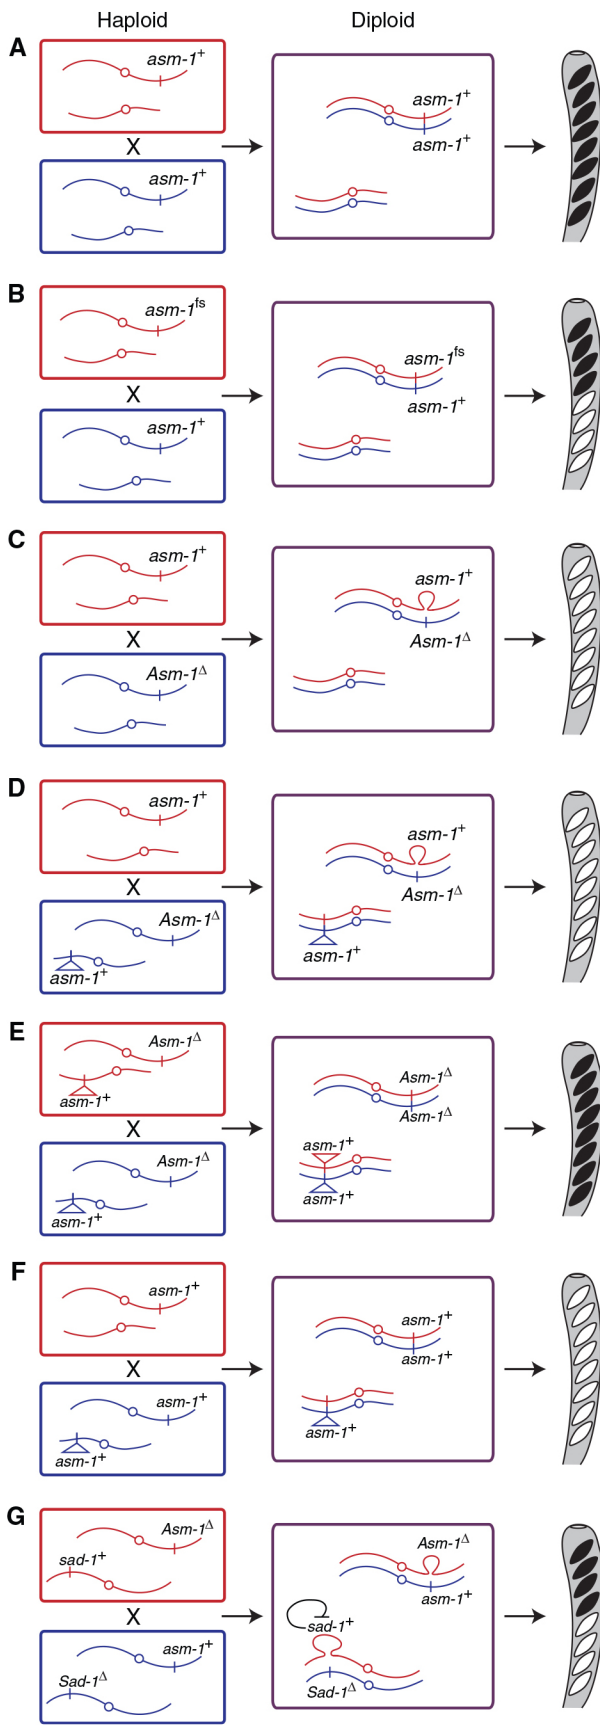 Haploid Diploid
A
asm-1⁺
X
asm-1⁺
asm-1⁺
asm-1⁺
B
asm-1ᶠˢ
X
asm-1⁺
asm-1ᶠˢ
asm-1⁺
C
asm-1⁺
X
Asm-1Δ
asm-1⁺
Asm-1Δ
D
asm-1⁺
X
Asm-1Δ
asm-1⁺
asm-1⁺
Asm-1Δ
asm-1⁺
E
Asm-1Δ
asm-1⁺
X
Asm-1Δ
asm-1⁺
Asm-1Δ
Asm-1Δ
asm-1⁺
asm-1⁺
F
asm-1⁺
X
asm-1⁺
asm-1⁺
asm-1⁺
asm-1⁺
asm-1⁺
G
Asm-1Δ
sad-1⁺
X
asm-1⁺
Sad-1Δ
Asm-1Δ
asm-1⁺
sad-1⁺
Sad-1Δ